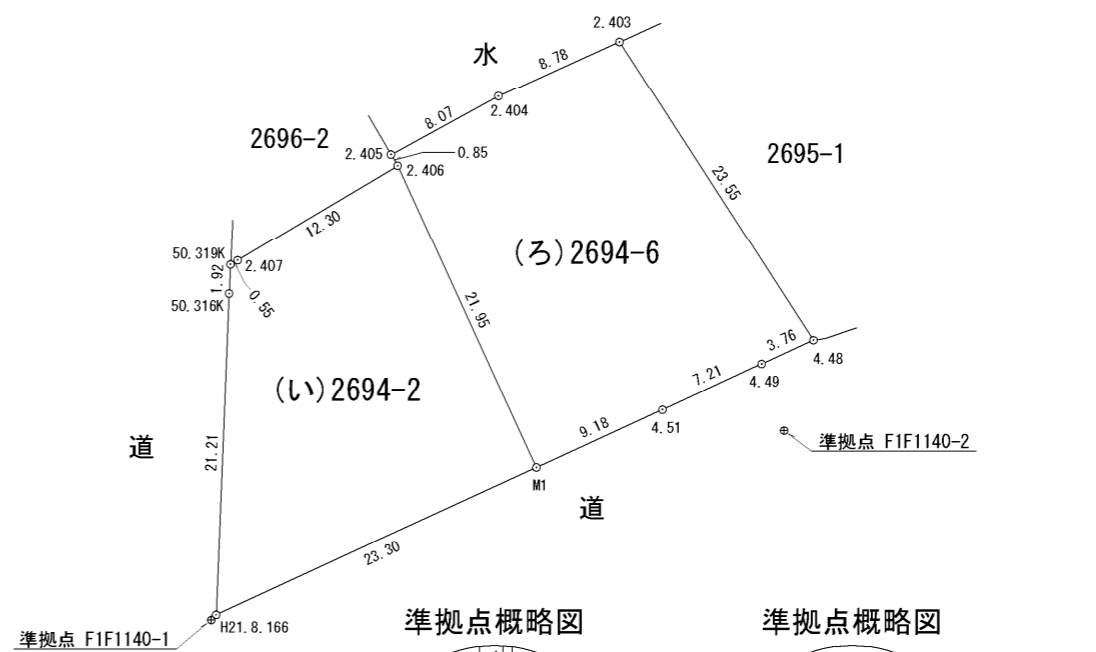 2.403
水
8.78
8.07
2.404
2696-2
2.405
0.85
2.406
2695-1
23.55
12.30
(ろ)2694-6
50.319K
2.407
1.92
0.55
50.316K
21.95
3.76
4.48
(い)2694-2
7.21
4.49
9.18
4.51
道
21.21
準拠点 F1F1140-2
M1
道
23.30
準拠点概略図
準拠点概略図
H21.8.166
準拠点 F1F1140-1